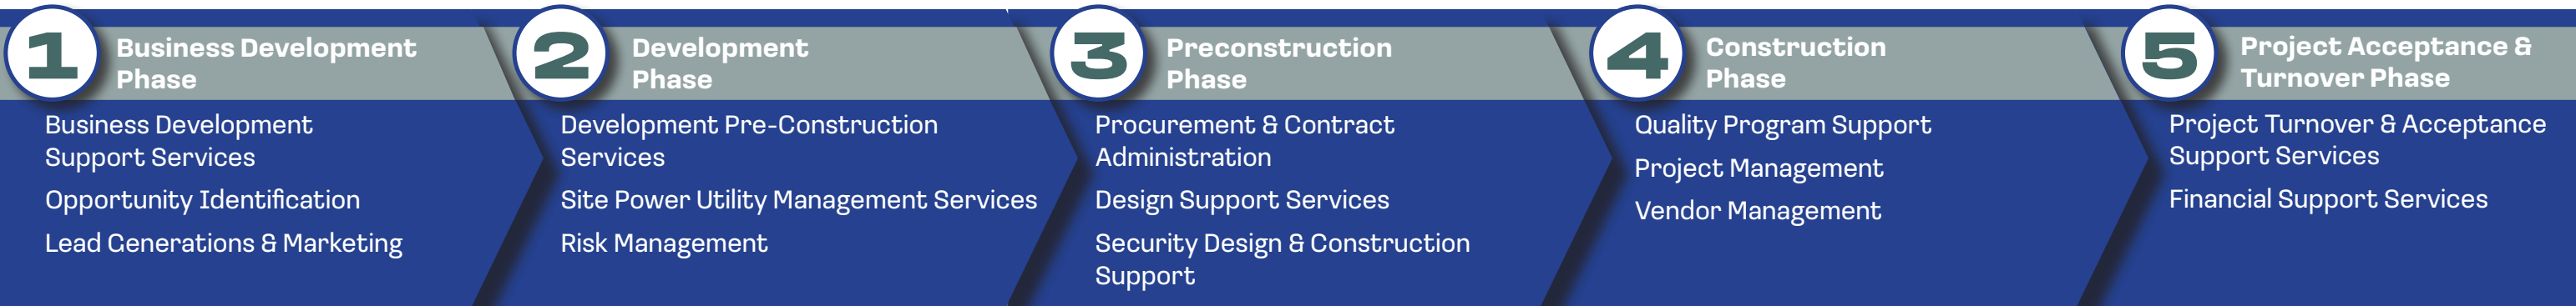 1
Business Development
Phase
Business Development
Support Services
Opportunity Identification
Lead Generations & Marketing
2
Development
Phase
Development Pre-Construction
Services
Site Power Utility Management Services
Risk Management
3
Preconstruction
Phase
Procurement & Contract
Administration
Design Support Services
Security Design & Construction
Support
4
Construction
Phase
Quality Program Support
Project Management
Vendor Management
5
Project Acceptance &
Turnover Phase
Project Turnover & Acceptance
Support Services
Financial Support Services